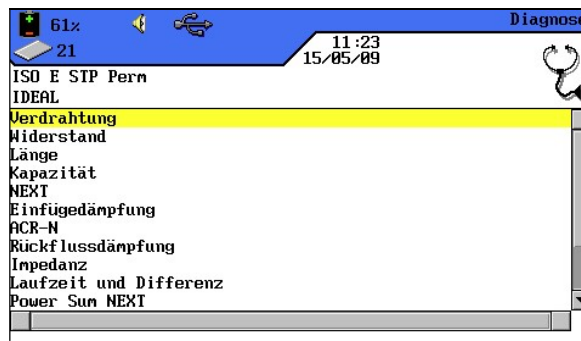 61% Diagnose
21 11:23
15/05/09
ISO E STP Perm
IDEAL
Verdrahtung
Widerstand
Länge
Kapazität
NEXT
Einfügedämpfung
ACR-N
Rückflussdämpfung
Impedanz
Laufzeit und Differenz
Power Sum NEXT